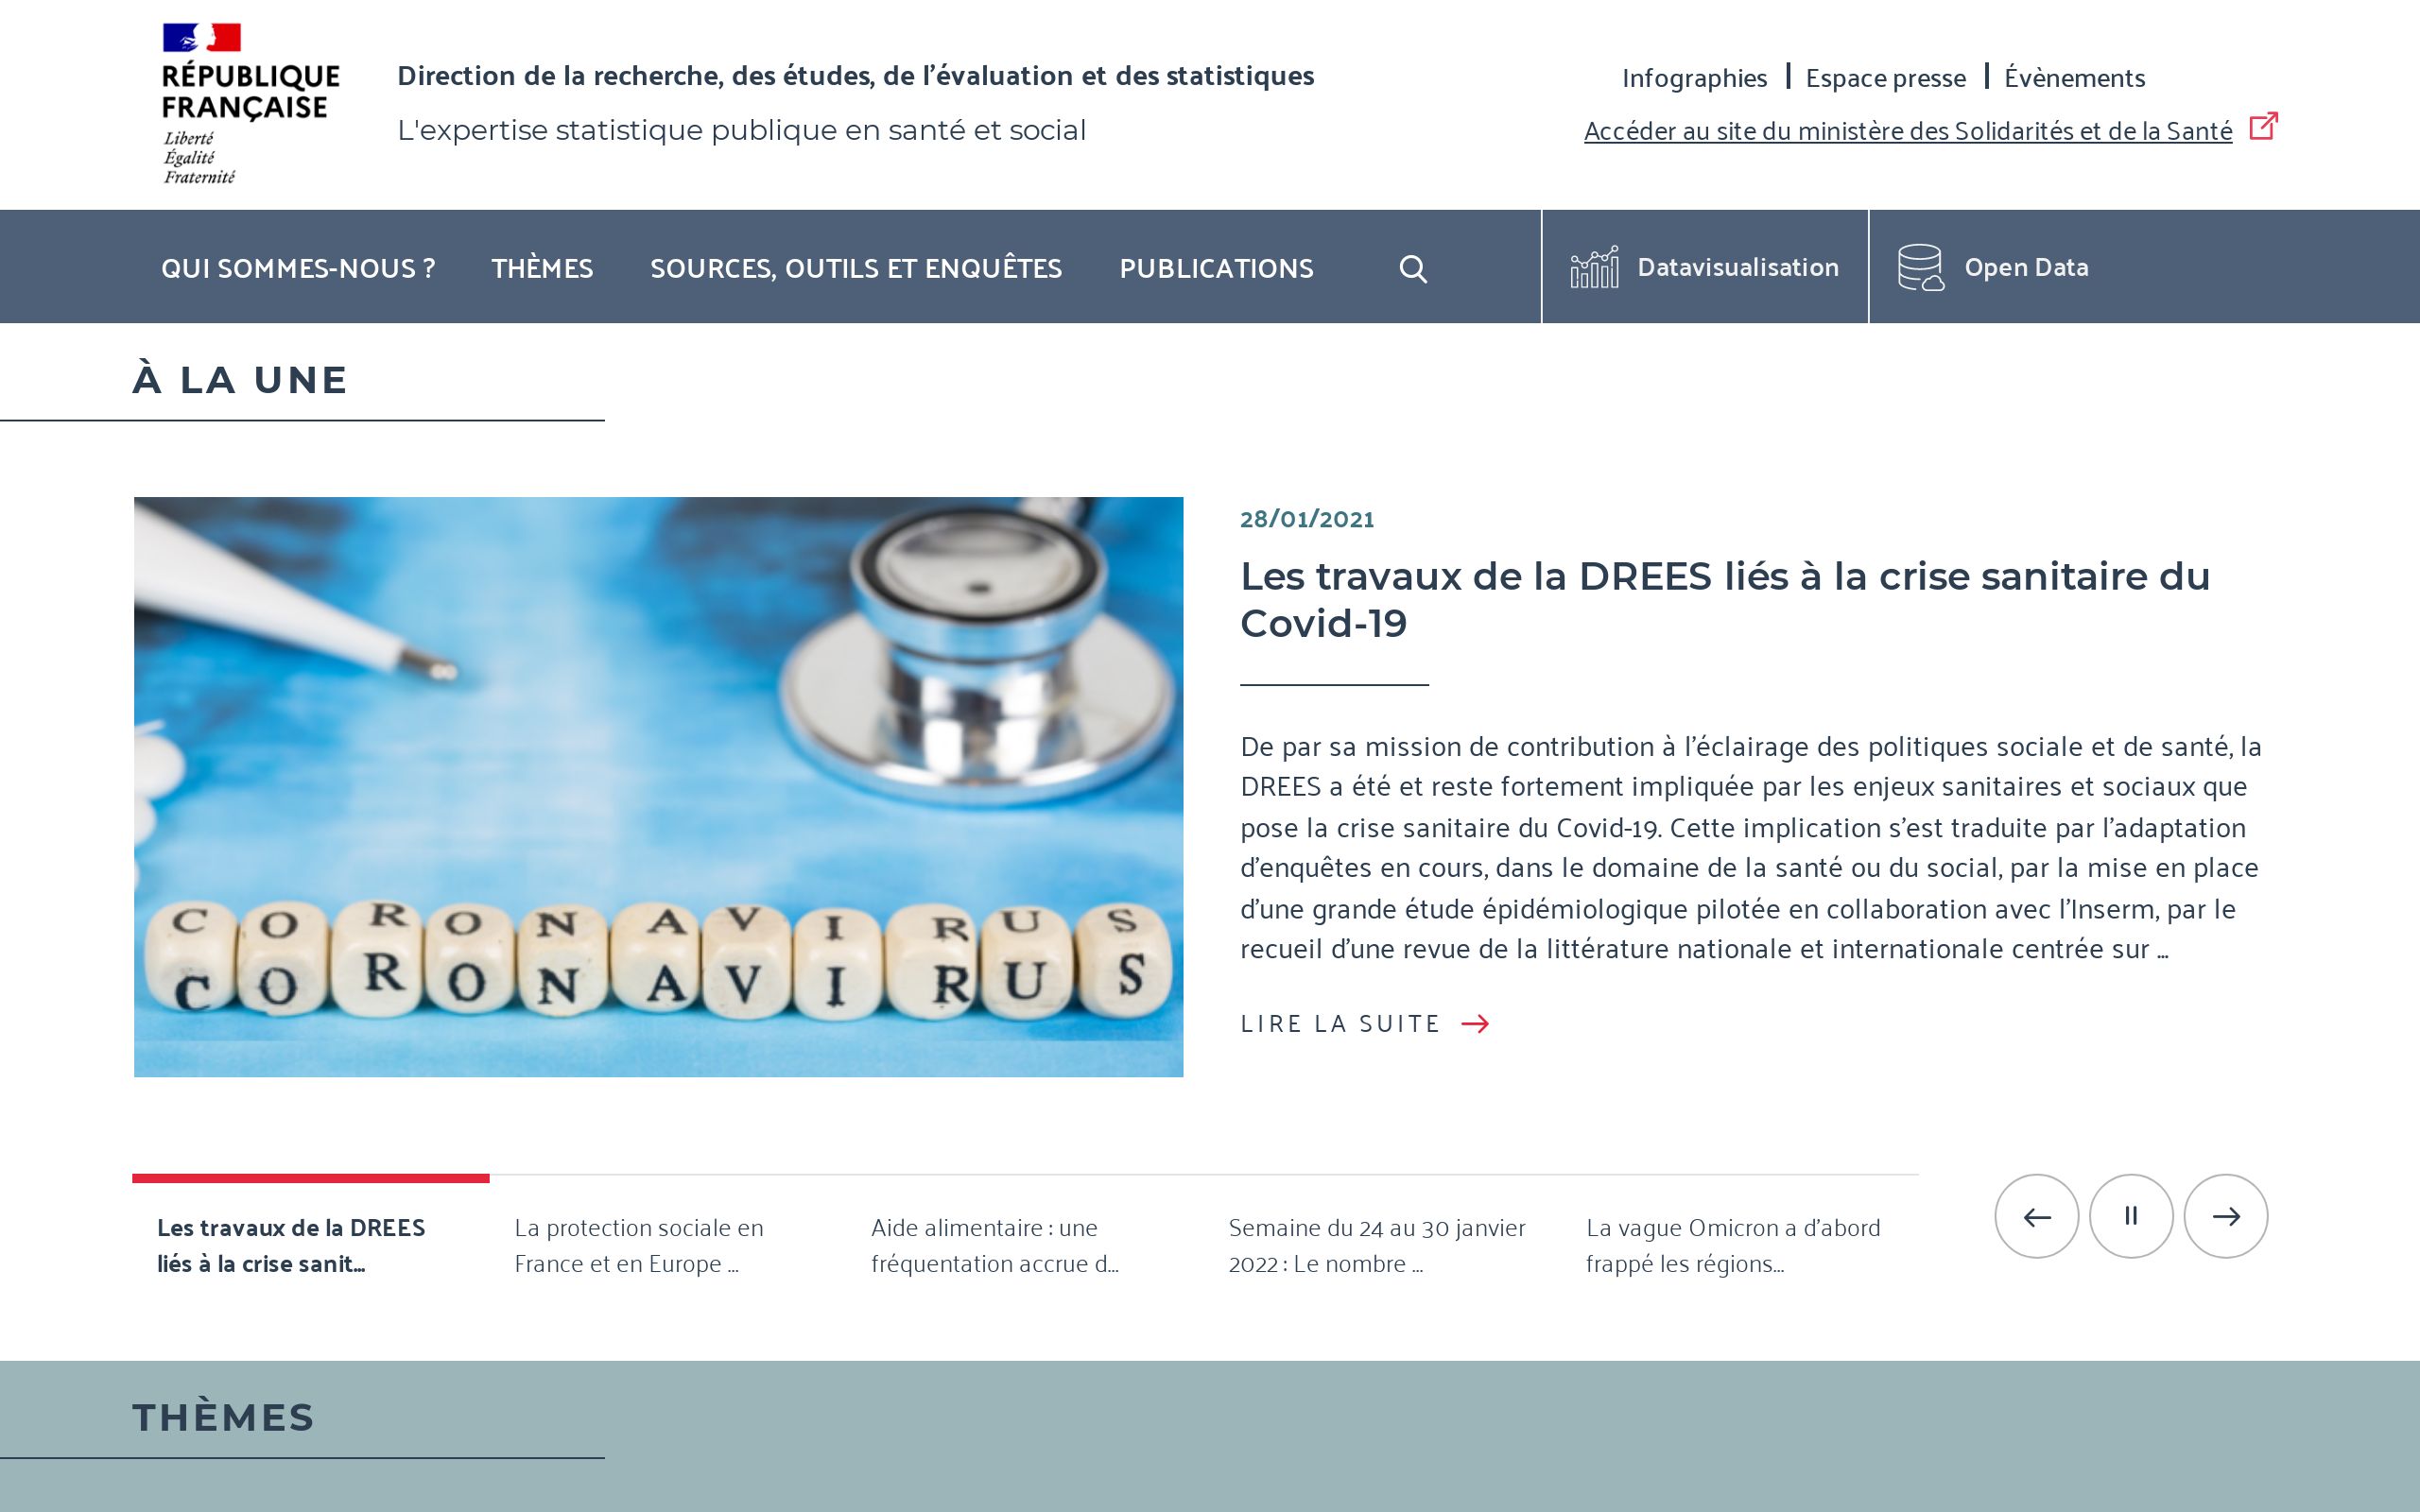 RÉPUBLIQUE
FRANÇAISE
Liberté
Égalité
Fraternité
Direction de la recherche, des études, de l’évaluation et des statistiques
L'expertise statistique publique en santé et social
Infographies
Espace presse
Évènements
Accéder au site du ministère des Solidarités et de la Santé
QUI SOMMES-NOUS ?
THÈMES
SOURCES, OUTILS ET ENQUÊTES
PUBLICATIONS
Datavisualisation
Open Data
À LA UNE
CORONAVIRUS
CORONAVIRUS
28/01/2021
Les travaux de la DREES liés à la crise sanitaire du
Covid-19
De par sa mission de contribution à l’éclairage des politiques sociale et de santé, la
DREES a été et reste fortement impliquée par les enjeux sanitaires et sociaux que
pose la crise sanitaire du Covid-19. Cette implication s’est traduite par l’adaptation
d’enquêtes en cours, dans le domaine de la santé ou du social, par la mise en place
d’une grande étude épidémiologique pilotée en collaboration avec l’Inserm, par le
recueil d’une revue de la littérature nationale et internationale centrée sur ...
LIRE LA SUITE
Les travaux de la DREES
liés à la crise sanit...
La protection sociale en
France et en Europe ...
Aide alimentaire : une
fréquentation accrue d...
Semaine du 24 au 30 janvier
2022 : Le nombre ...
La vague Omicron a d’abord
frappé les régions...
THÈMES